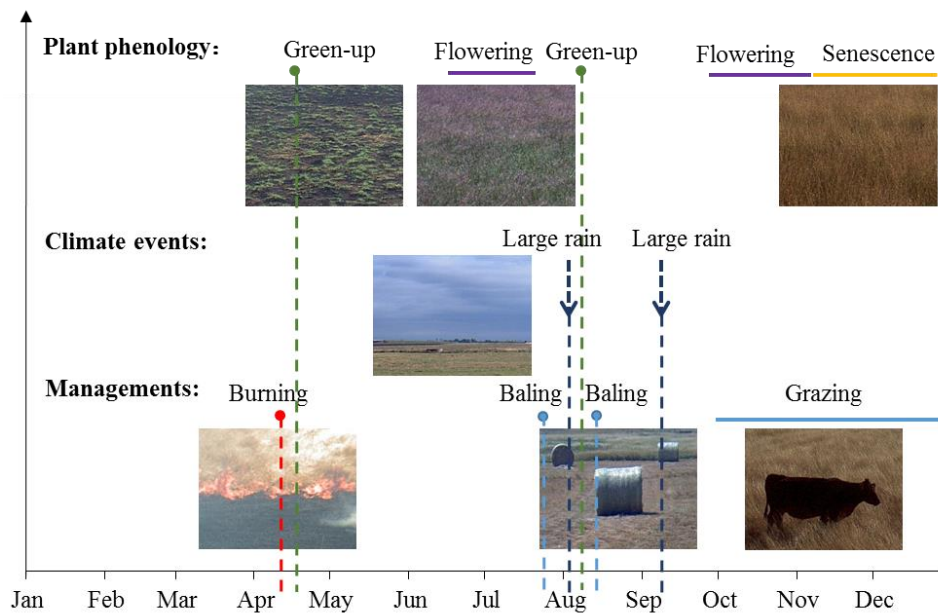 Plant phenology:
Green-up
Flowering
Green-up
Flowering
Senescence
Climate events:
Large rain
Large rain
Managements:
Burning
Baling
Baling
Grazing
Jan Feb Mar Apr May Jun Jul Aug Sep Oct Nov Dec